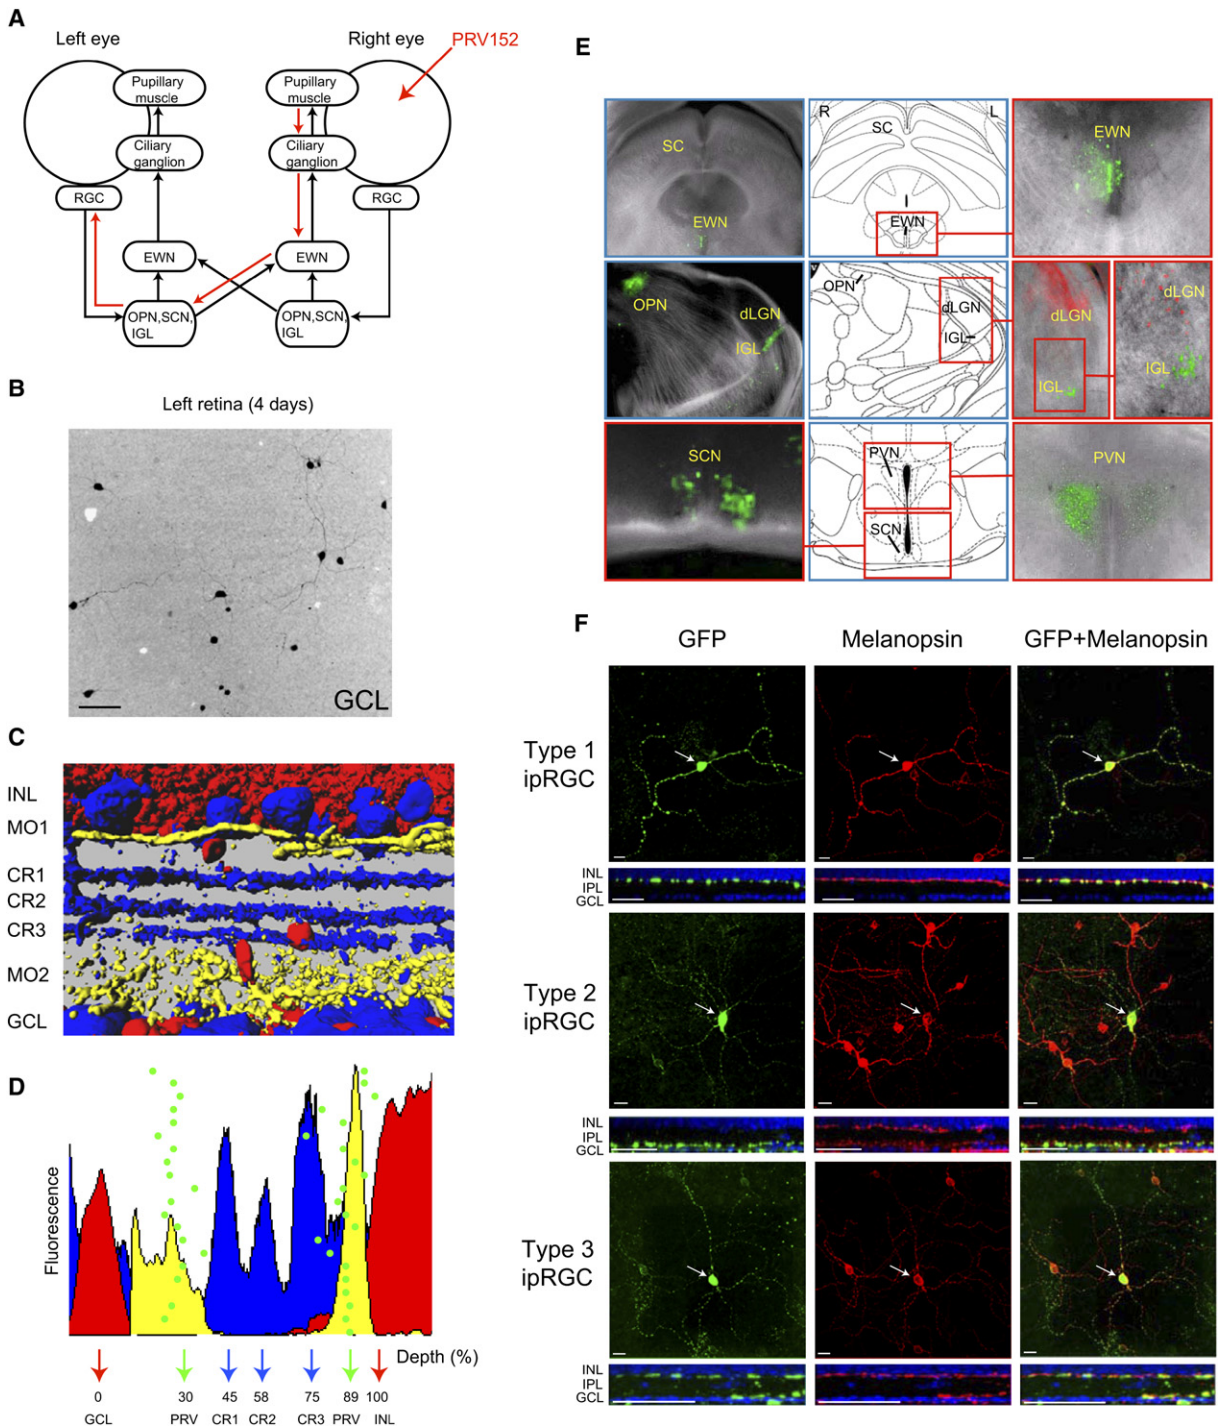 A
Left eye
Right eye
PRV152
Pupillary
muscle
Pupillary
muscle
Ciliary
ganglion
Ciliary
ganglion
RGC
RGC
EWN
EWN
OPN,SCN,
IGL
OPN,SCN,
IGL
B
Left retina (4 days)
GCL
C
INL
MO1
CR1
CR2
CR3
MO2
GCL
D
Fluorescence
Depth (%)
0 30 45 58 75 89 100
GCL PRV CR1 CR2 CR3 PRV INL
E
SC
EWN
R L
SC
EWN
EWN
OPN
dLGN
IGL
OPN
dLGN
IGL
dLGN
IGL
dLGN
IGL
SCN
PVN
SCN
PVN
F
GFP Melanopsin GFP+Melanopsin
Type 1
ipRGC
INL
IPL
GCL
Type 2
ipRGC
INL
IPL
GCL
Type 3
ipRGC
INL
IPL
GCL